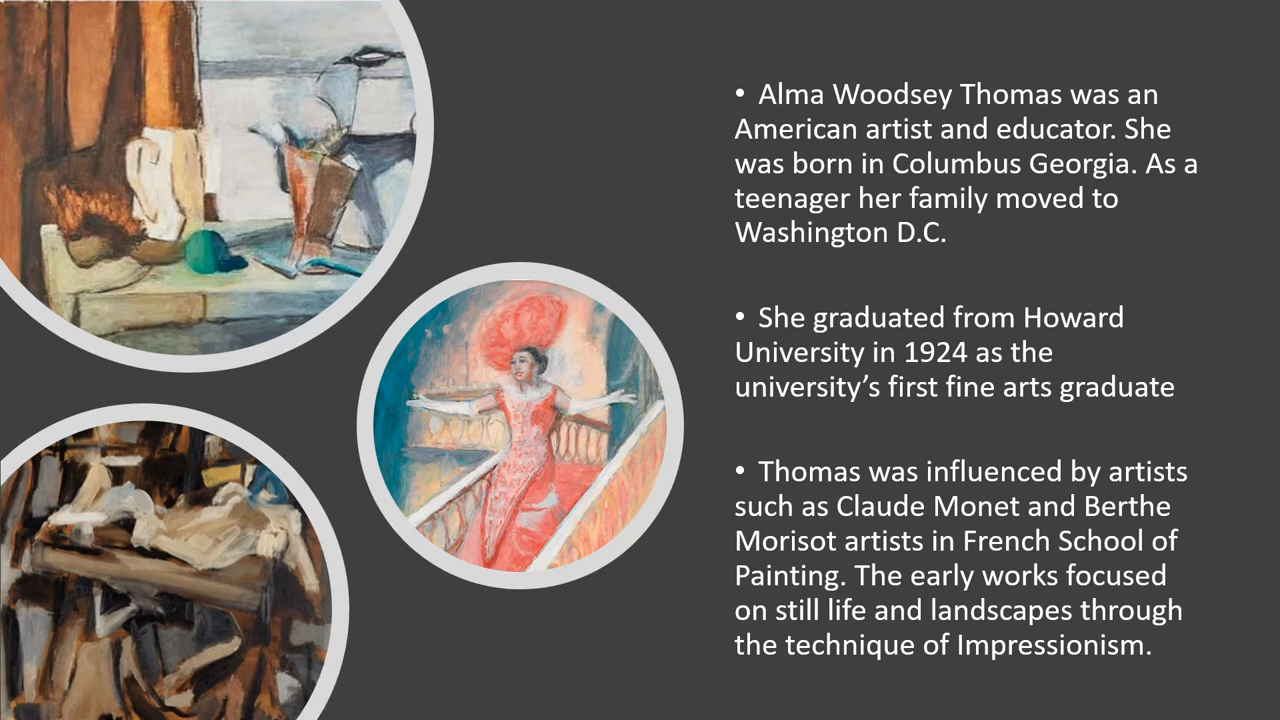 • Alma Woodsey Thomas was an
American artist and educator. She
was born in Columbus Georgia. As a
teenager her family moved to
Washington D.C.
• She graduated from Howard
University in 1924 as the
university’s first fine arts graduate
• Thomas was influenced by artists
such as Claude Monet and Berthe
Morisot artists in French School of
Painting. The early works focused
on still life and landscapes through
the technique of Impressionism.